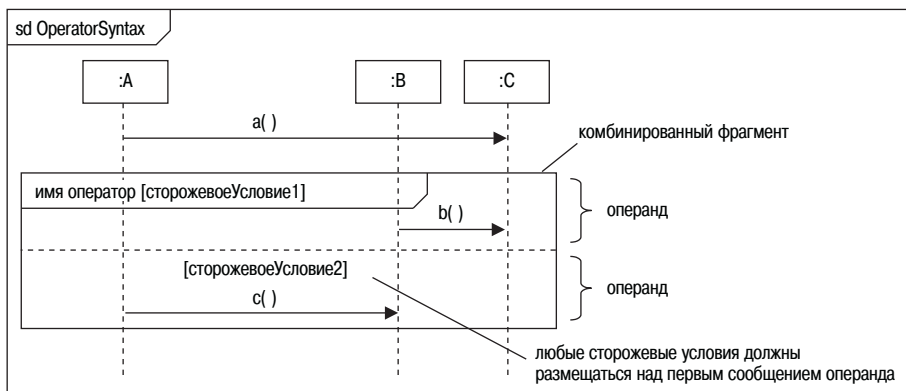 sd OperatorSyntax
:A
:B
:C
a( )
комбинированный фрагмент
имя оператор [сторожевоеУсловие1]
b( )
операнд
[сторожевоеУсловие2]
c( )
операнд
любые сторожевые условия должны
размещаться над первым сообщением операнда